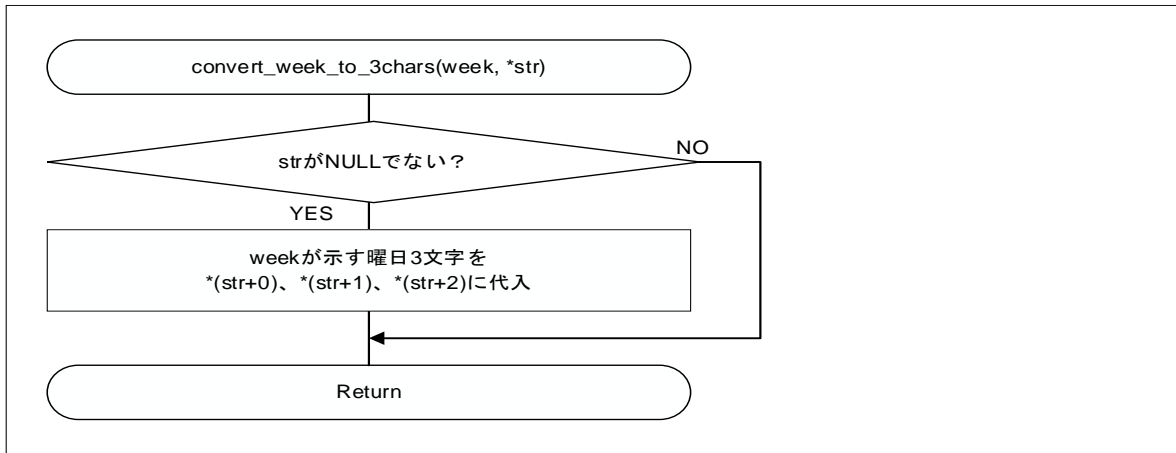 convert_week_to_3chars(week, *str)
strがNULLでない？
NO
YES
weekが示す曜日3文字を
*(str+0)、*(str+1)、*(str+2)に代入
Return